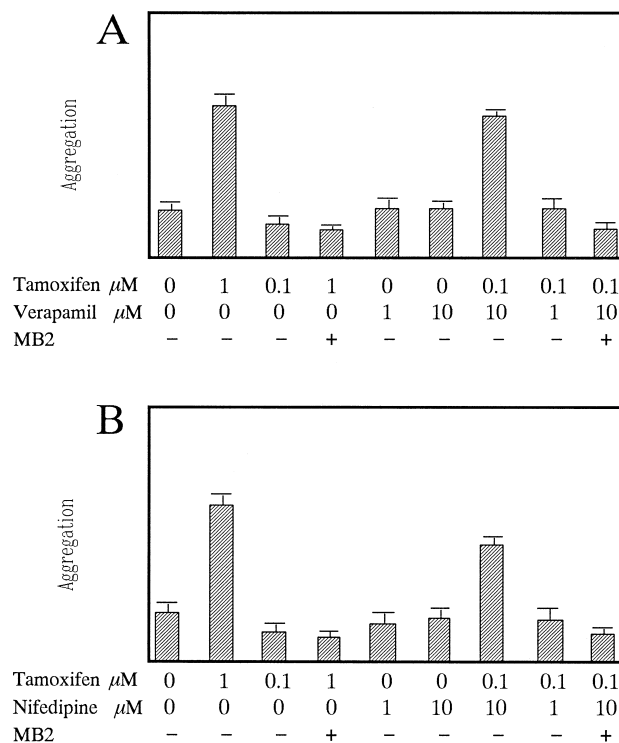 A
Aggregation
Tamoxifen μM 0 1 0.1 1 0 0 0.1 0.1 0.1
Verapamil μM 0 0 0 0 1 10 10 1 10
MB2 – – – + – – – – +
B
Aggregation
Tamoxifen μM 0 1 0.1 1 0 0 0.1 0.1 0.1
Nifedipine μM 0 0 0 0 1 10 10 1 10
MB2 – – – + – – – – +